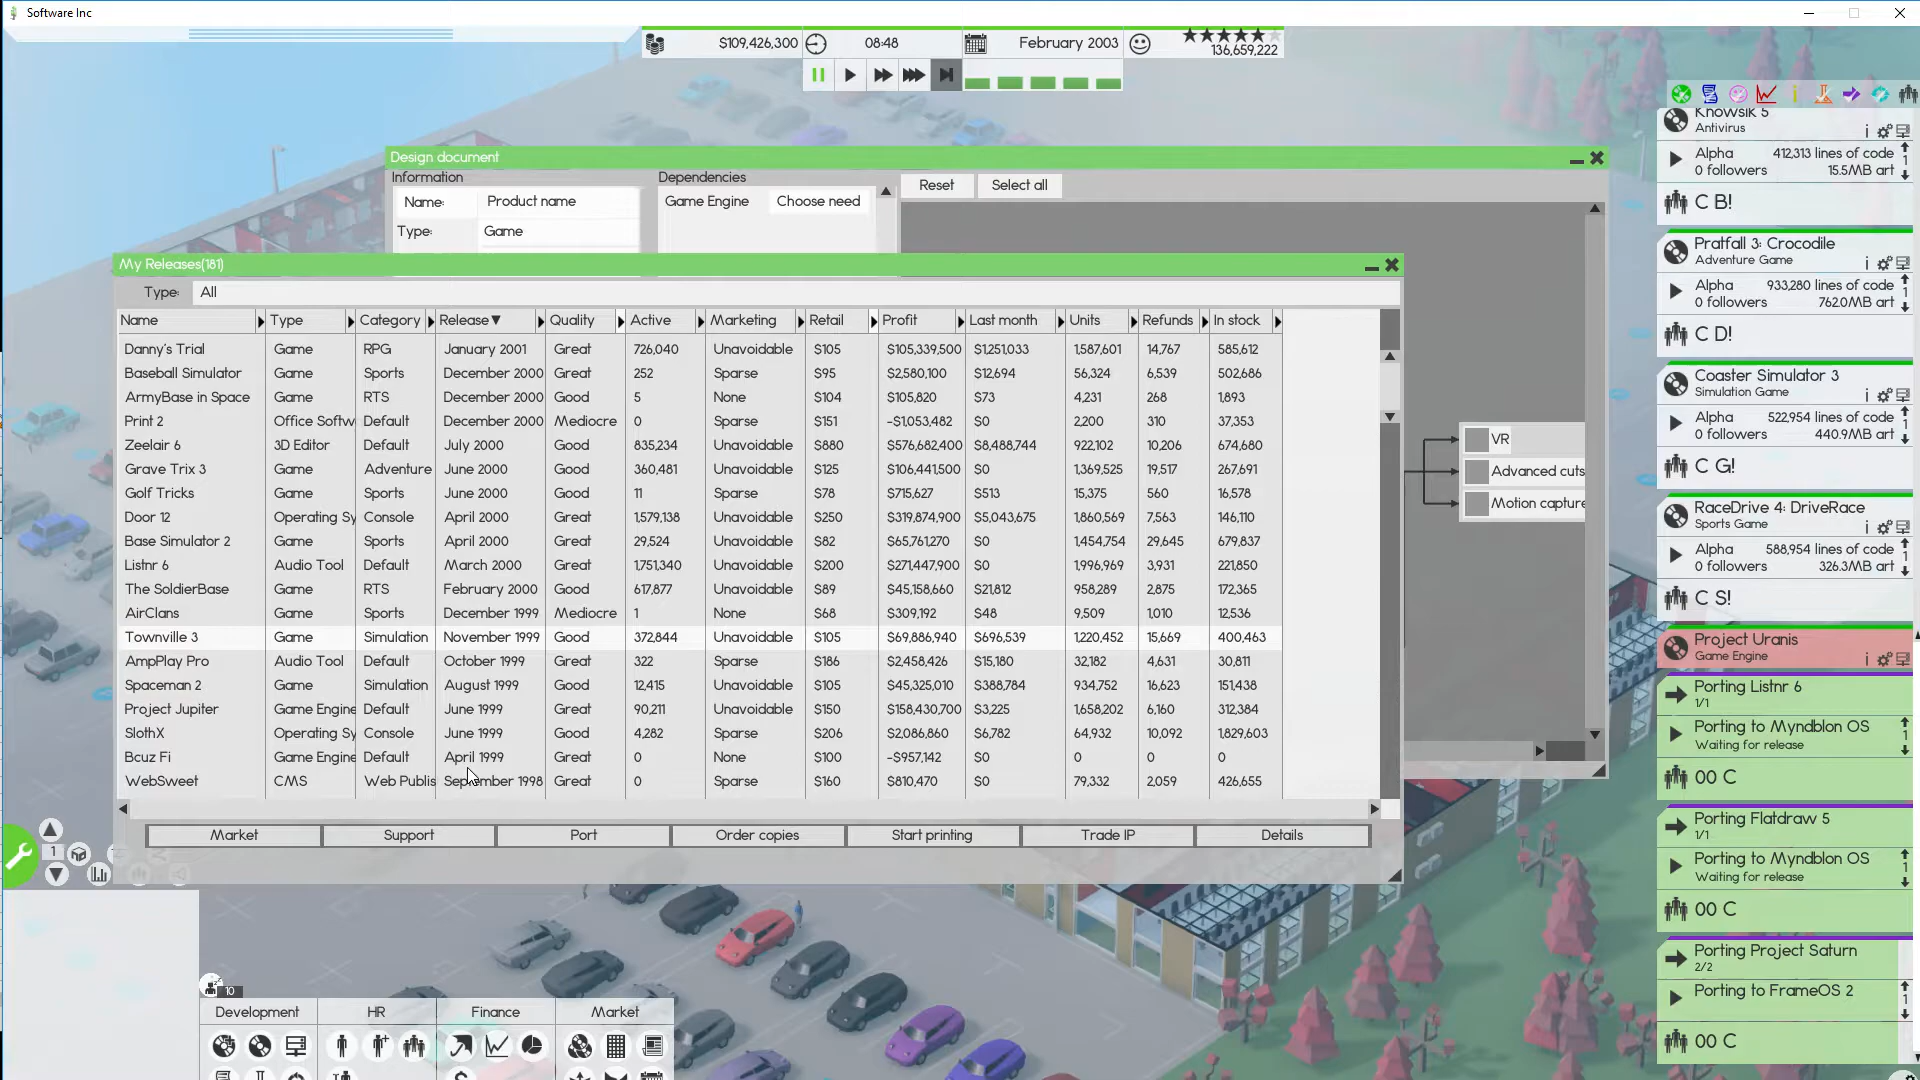 Software Inc
$109,426,300
08:48
February 2003
136,659,222
Design document
Information
Name:
Product name
Type:
Game
Dependencies
Game Engine
Choose need
Reset
Select all
VR
Advanced cuts
Motion capture
My Releases(181)
Type:
All
Name Type Category Release▼ Quality Active Marketing Retail Profit Last month Units Refunds In stock
Danny's Trial Game RPG January 2001 Great 726,040 Unavoidable $105 $105,339,500 $1,251,033 1,587,601 14,767 585,612
Baseball Simulator Game Sports December 2000 Great 252 Sparse $95 $2,580,100 $12,694 56,324 6,539 502,686
ArmyBase in Space Game RTS December 2000 Good 5 None $104 $105,820 $73 4,231 268 1,893
Print 2 Office Softw Default December 2000 Mediocre 0 Sparse $151 -$1,053,482 $0 2,200 310 37,353
Zeelair 6 3D Editor Default July 2000 Good 835,234 Unavoidable $880 $576,682,400 $8,488,744 922,102 10,206 674,680
Grave Trix 3 Game Adventure June 2000 Good 360,481 Unavoidable $125 $106,441,500 $0 1,369,525 19,517 267,691
Golf Tricks Game Sports June 2000 Good 11 Sparse $78 $715,627 $513 15,375 560 16,578
Door 12 Operating Sy Console April 2000 Great 1,579,138 Unavoidable $250 $319,874,900 $5,043,675 1,860,569 7,563 146,110
Base Simulator 2 Game Sports April 2000 Great 29,524 Unavoidable $82 $65,761,270 $0 1,454,754 29,645 679,837
Listnr 6 Audio Tool Default March 2000 Great 1,751,340 Unavoidable $200 $271,447,900 $0 1,996,969 3,931 221,850
The SoldierBase Game RTS February 2000 Good 617,877 Unavoidable $89 $45,158,660 $21,812 958,289 2,875 172,365
AirClans Game Sports December 1999 Mediocre 1 None $68 $309,192 $48 9,509 1,010 12,536
Townville 3 Game Simulation November 1999 Good 372,844 Unavoidable $105 $69,886,940 $696,539 1,220,452 15,669 400,463
AmpPlay Pro Audio Tool Default October 1999 Great 322 Sparse $186 $2,458,426 $15,180 32,182 4,631 30,811
Spaceman 2 Game Simulation August 1999 Good 12,415 Unavoidable $105 $45,325,010 $388,784 934,752 16,623 151,438
Project Jupiter Game Engine Default June 1999 Great 90,211 Unavoidable $150 $158,430,700 $3,225 1,658,202 6,160 312,384
SlothX Operating Sy Console June 1999 Great 4,282 Sparse $206 $2,086,860 $6,782 64,932 10,092 1,829,603
Bcuz Fi Game Engine Default April 1999 Great 0 None $100 -$957,142 $0 0 0 0
WebSweet CMS Web Publis September 1998 Great 0 Sparse $160 $810,470 $0 79,332 2,059 426,655
Market Support Port Order copies Start printing Trade IP Details
1
10
Development HR Finance Market
Knowsik 5
Antivirus
Alpha 412,313 lines of code
0 followers 15.5MB art
1
C B!
Pratfall 3: Crocodile
Adventure Game
Alpha 933,280 lines of code
0 followers 762.0MB art
1
C D!
Coaster Simulator 3
Simulation Game
Alpha 522,954 lines of code
0 followers 440.9MB art
1
C G!
RaceDrive 4: DriveRace
Sports Game
Alpha 588,954 lines of code
0 followers 326.3MB art
1
C S!
Project Uranis
Game Engine
Porting Listnr 6
1/1
Porting to Myndblon OS
Waiting for release
1
00 C
Porting Flatdraw 5
1/1
Porting to Myndblon OS
Waiting for release
1
00 C
Porting Project Saturn
2/2
Porting to FrameOS 2
1
00 C